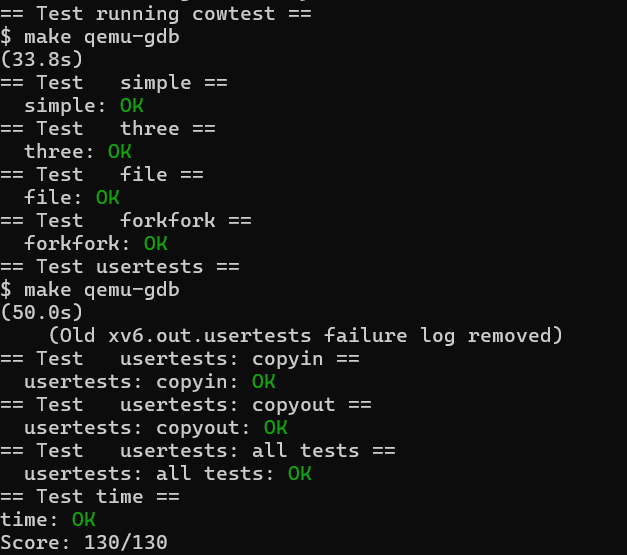 == Test running cowtest ==
$ make qemu-gdb
(33.8s)
== Test   simple ==
  simple: OK
== Test   three ==
  three: OK
== Test   file ==
  file: OK
== Test   forkfork ==
  forkfork: OK
== Test usertests ==
$ make qemu-gdb
(50.0s)
    (Old xv6.out.usertests failure log removed)
== Test   usertests: copyin ==
  usertests: copyin: OK
== Test   usertests: copyout ==
  usertests: copyout: OK
== Test   usertests: all tests ==
  usertests: all tests: OK
== Test time ==
time: OK
Score: 130/130